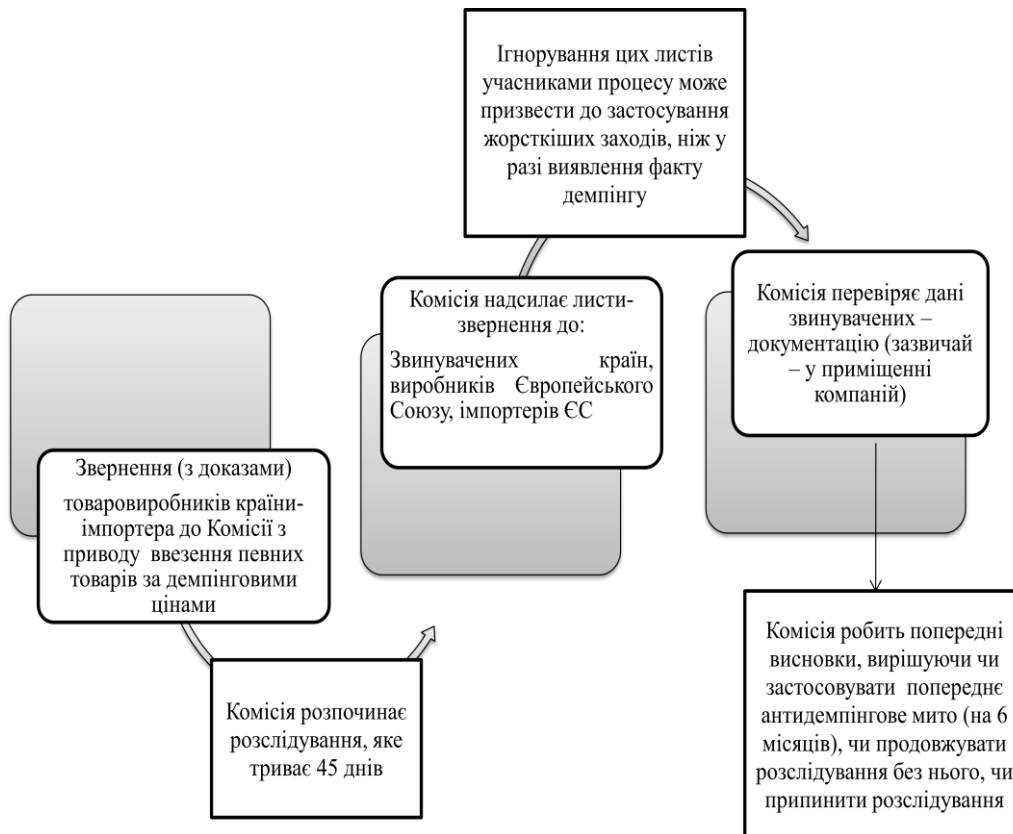 Звернення (з доказами)
товаровиробників країни-
імпортера до Комісії з
приводу ввезення певних
товарів за демпінговими
цінами
Комісія розпочинає
розслідування, яке
триває 45 днів
Комісія надсилає листи-
звернення до:
Звинувачених країн,
виробників Європейського
Союзу, імпортерів ЄС
Ігнорування цих листів
учасниками процесу може
призвести до застосування
жорсткіших заходів, ніж у
разі виявлення факту
демпінгу
Комісія перевіряє дані
звинувачених –
документацію (зазвичай
– у приміщенні
компаній)
Комісія робить попередні
висновки, вирішуючи чи
застосовувати попереднє
антидемпінгове мито (на 6
місяців), чи продовжувати
розслідування без нього, чи
припинити розслідування